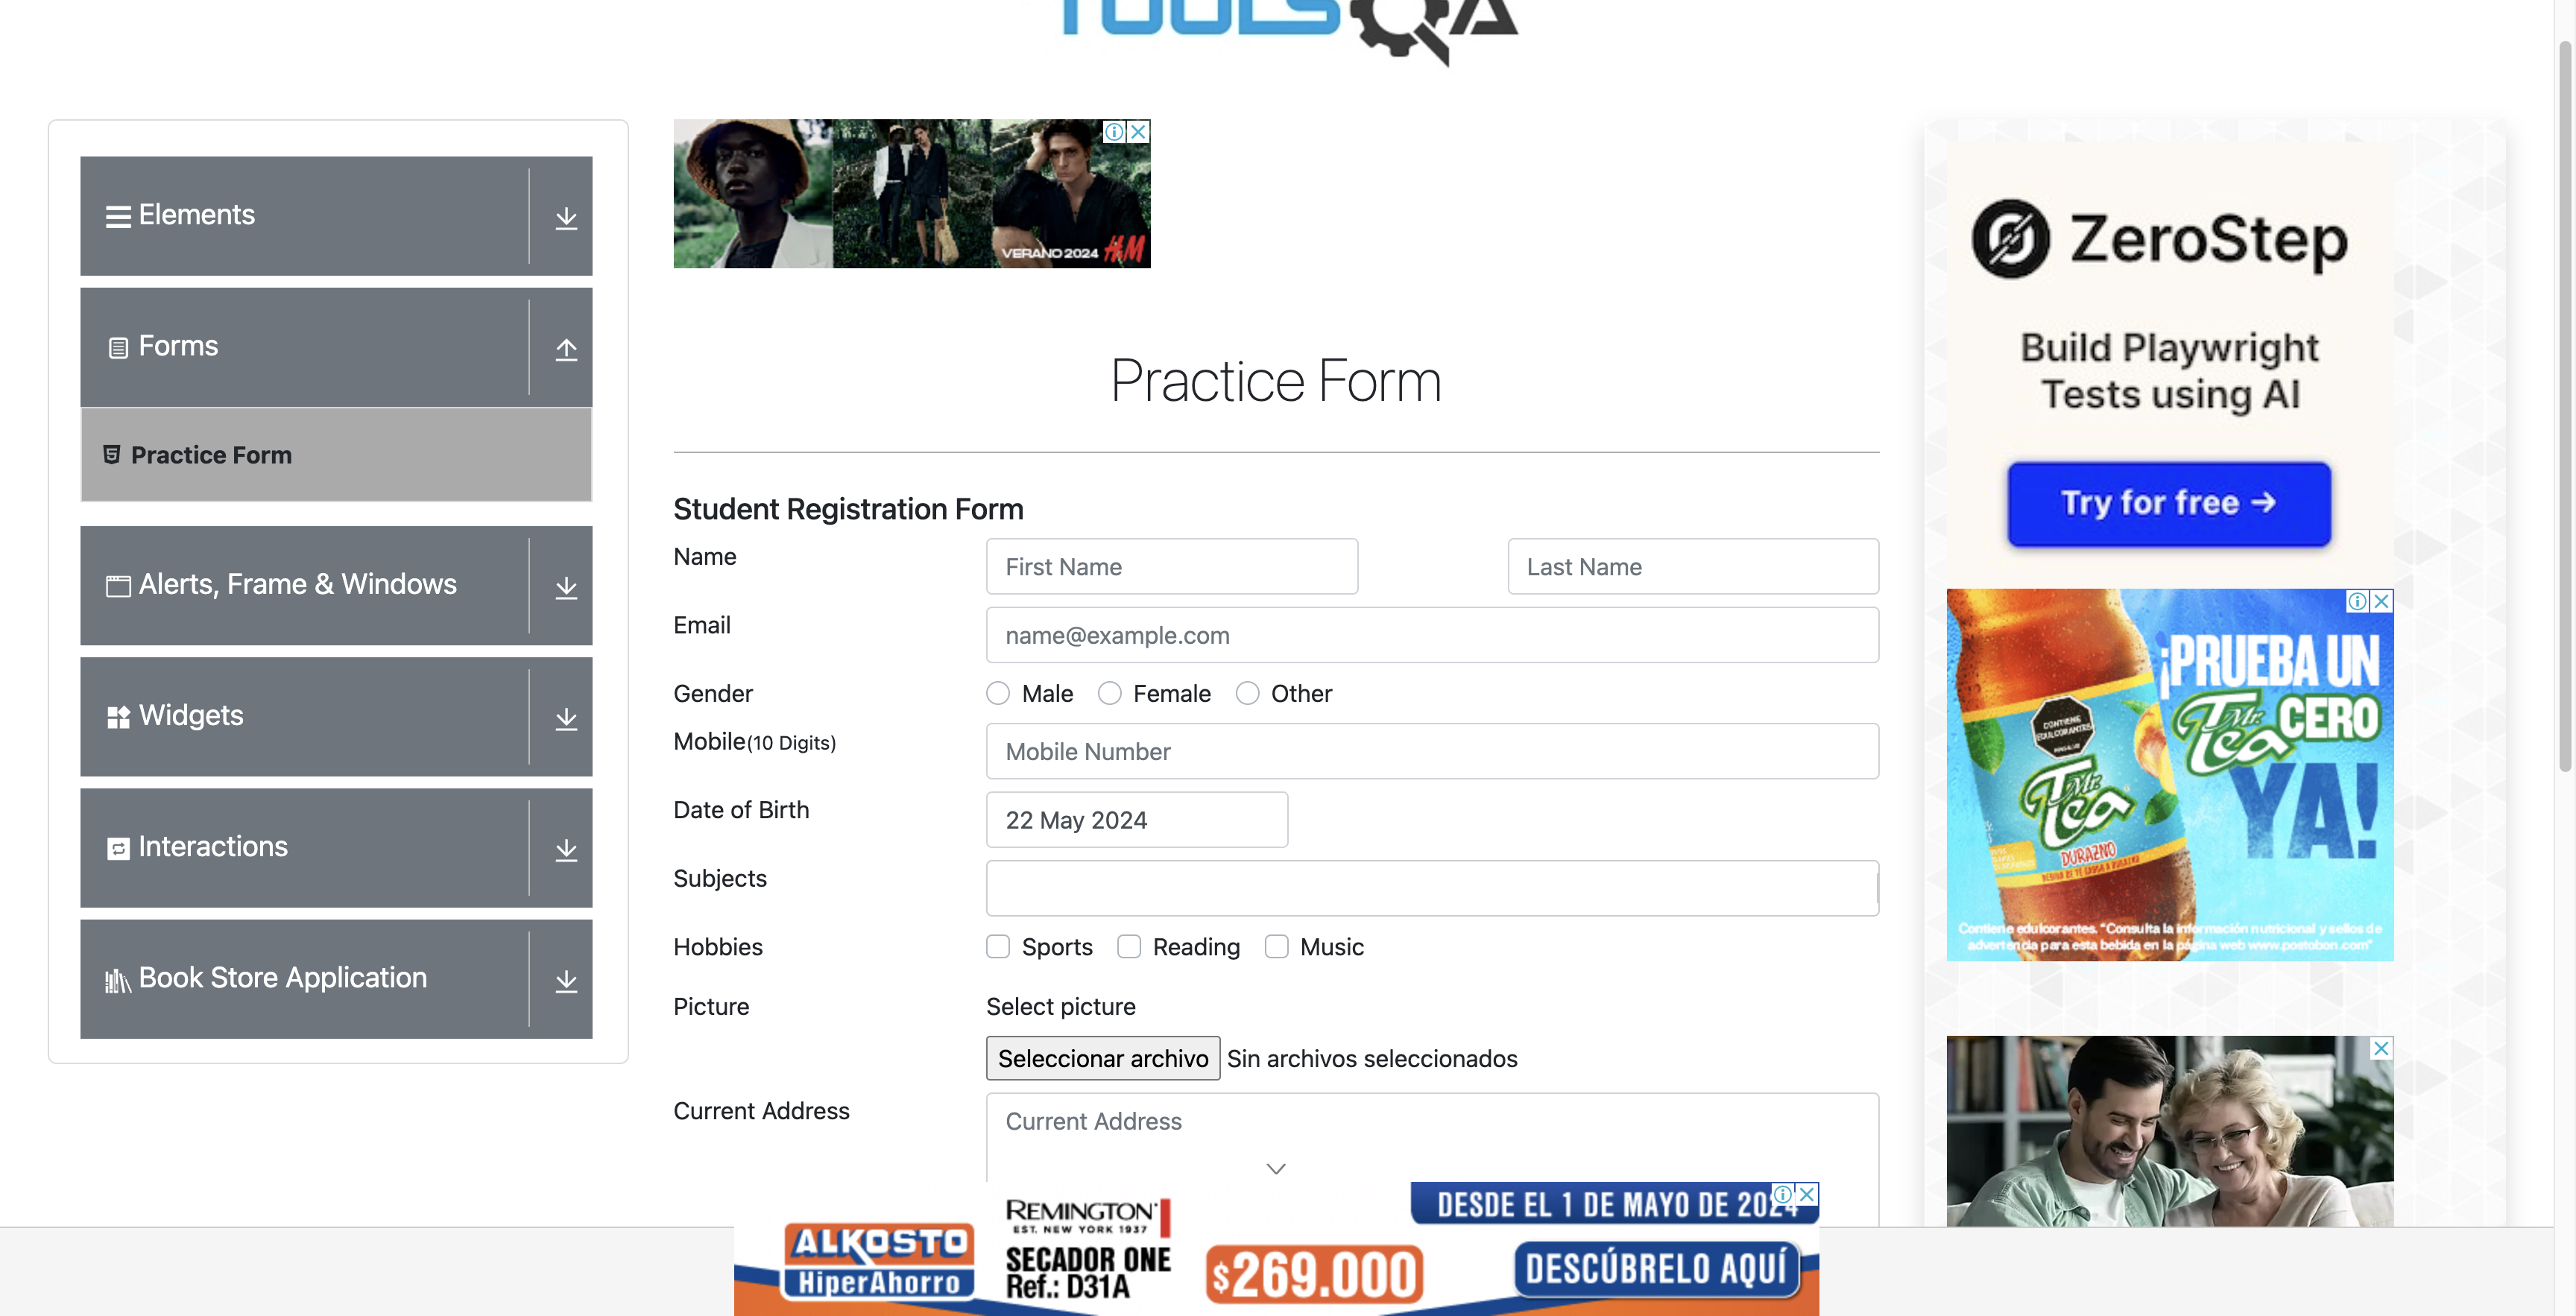 TOOLSQA
Elements
Forms
Practice Form
Alerts, Frame & Windows
Widgets
Interactions
Book Store Application
VERANO 2024 H&M
Practice Form
Student Registration Form
Name
First Name
Last Name
Email
name@example.com
Gender
Male
Female
Other
Mobile(10 Digits)
Mobile Number
Date of Birth
22 May 2024
Subjects
Hobbies
Sports
Reading
Music
Picture
Select picture
Seleccionar archivo
Sin archivos seleccionados
Current Address
Current Address
ZeroStep
Build Playwright
Tests using AI
Try for free →
¡PRUEBA UN
Mr. Tea CERO
YA!
CONTIENE
EDULCORANTES
Mr. Tea
DURAZNO
Contiene edulcorantes. "Consulta la información nutricional y sellos de
advertencia para esta bebida en la página web www.postobon.com"
ALKOSTO
HiperAhorro
REMINGTON
EST. NEW YORK 1937
SECADOR ONE
Ref.: D31A
$269.000
DESDE EL 1 DE MAYO DE 2024
DESCÚBRELO AQUÍ